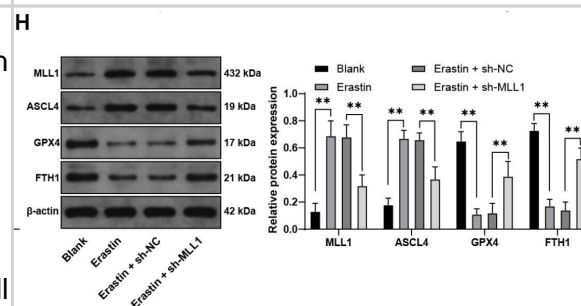 H
MLL1
432 kDa
ASCL4
19 kDa
GPX4
17 kDa
FTH1
21 kDa
β-actin
42 kDa
Blank
Erastin
Erastin + sh-NC
Erastin + sh-MLL1
Blank
Erastin
Erastin + sh-NC
Erastin + sh-MLL1
Relative protein expression
1.0
0.8
0.6
0.4
0.2
0.0
** ** ** ** ** ** ** **
MLL1 ASCL4 GPX4 FTH1